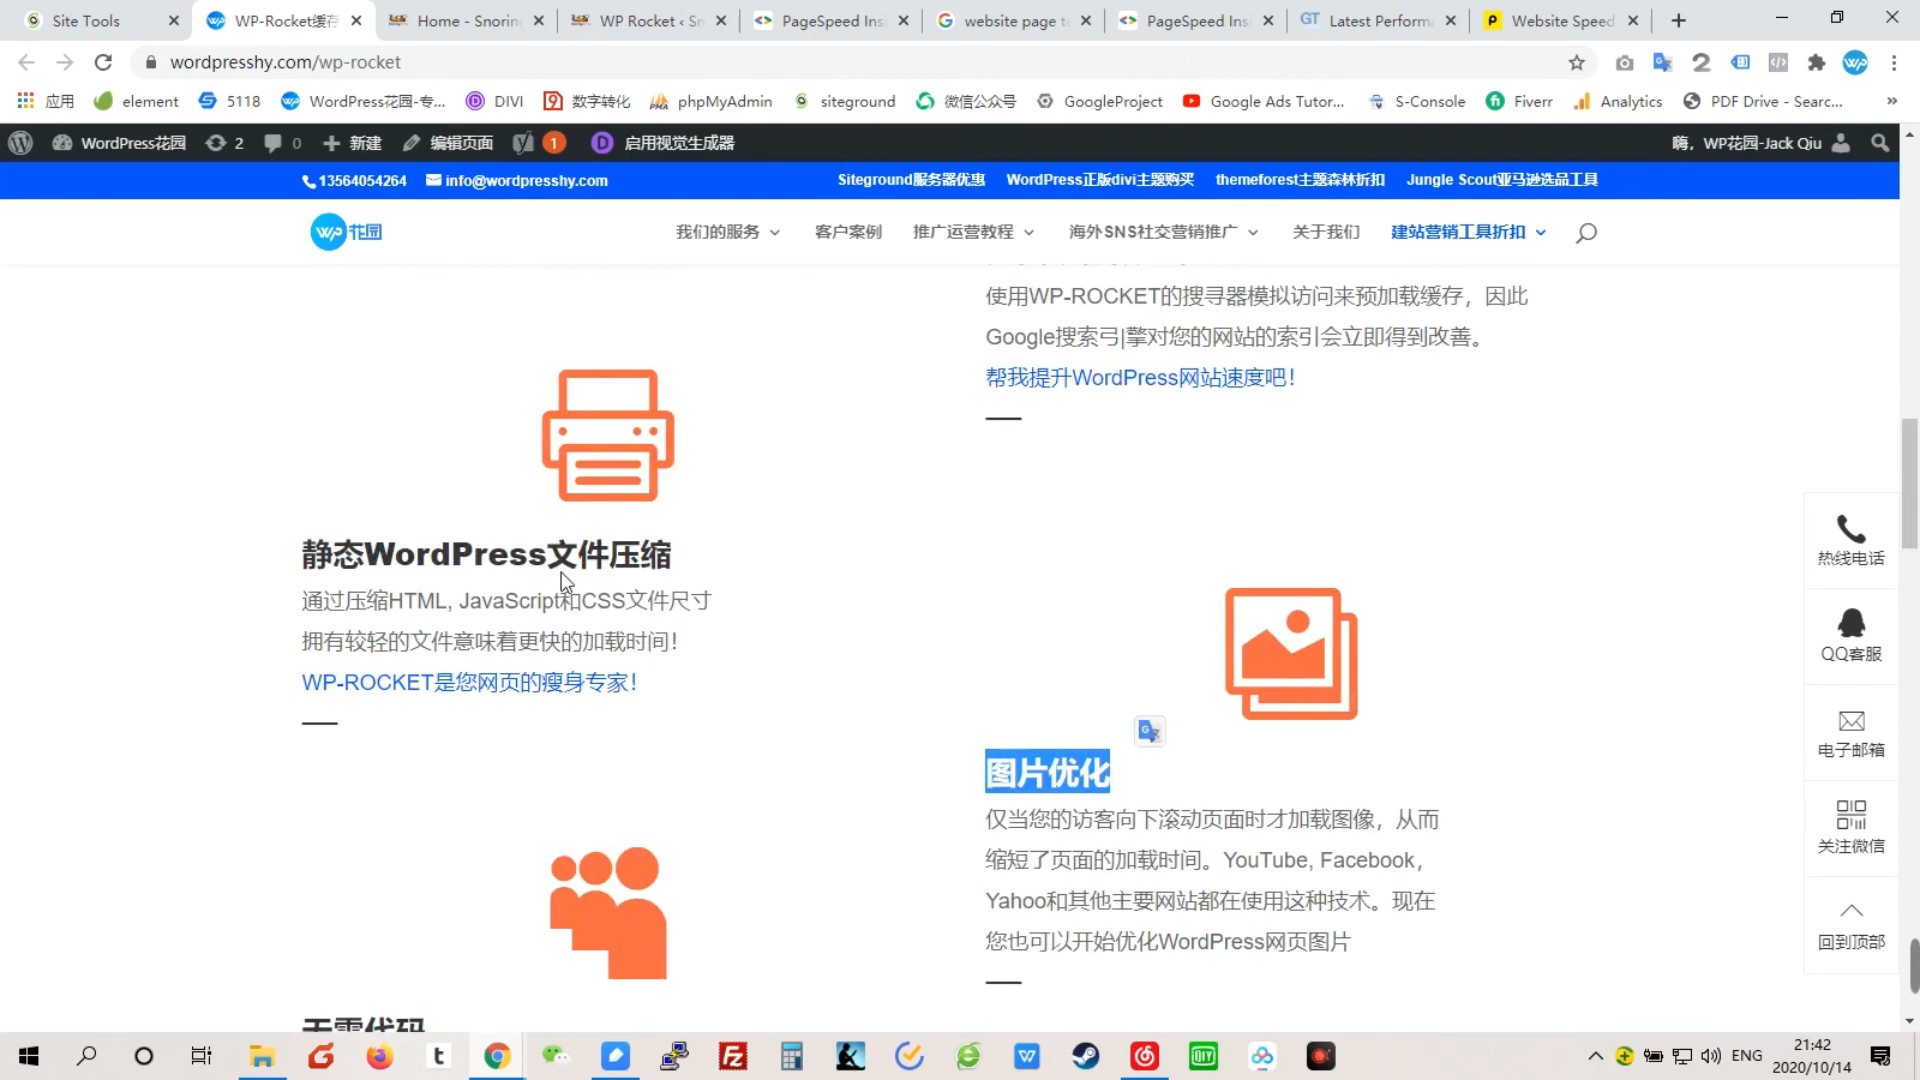 Site Tools
WP-Rocket缓存
Home - Snoring
WP Rocket ‹ Sn
PageSpeed Insi
website page t
PageSpeed Insi
Latest Perform
Website Speed
wordpresshy.com/wp-rocket
应用
element
5118
WordPress花园-专...
DIVI
数字转化
phpMyAdmin
siteground
微信公众号
GoogleProject
Google Ads Tutor...
S-Console
Fiverr
Analytics
PDF Drive - Searc...
WordPress花园
2
0
新建
编辑页面
1
启用视觉生成器
嗨，WP花园-Jack Qiu
13564054264
info@wordpresshy.com
Siteground服务器优惠
WordPress正版divi主题购买
themeforest主题森林折扣
Jungle Scout亚马逊选品工具
WP花园
我们的服务
客户案例
推广运营教程
海外SNS社交营销推广
关于我们
建站营销工具折扣
使用WP-ROCKET的搜寻器模拟访问来预加载缓存，因此
Google搜索弓|擎对您的网站的索引会立即得到改善。
帮我提升WordPress网站速度吧！
静态WordPress文件压缩
通过压缩HTML, JavaScript和CSS文件尺寸
拥有较轻的文件意味着更快的加载时间！
WP-ROCKET是您网页的瘦身专家！
图片优化
仅当您的访客向下滚动页面时才加载图像，从而
缩短了页面的加载时间。YouTube, Facebook，
Yahoo和其他主要网站都在使用这种技术。现在
您也可以开始优化WordPress网页图片
无需代码
热线电话
QQ客服
电子邮箱
关注微信
回到顶部
ENG
21:42
2020/10/14